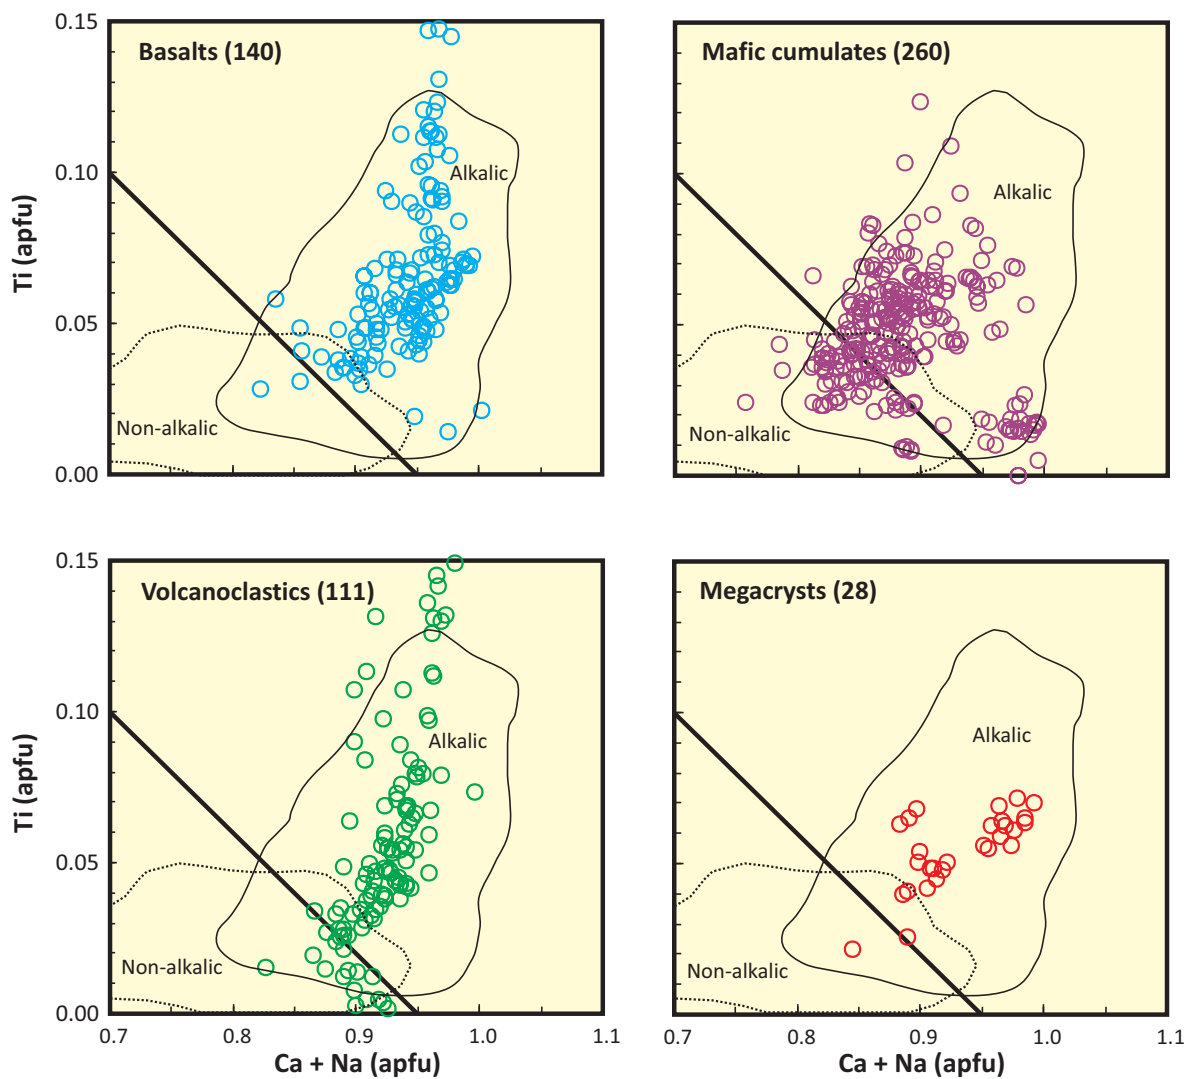 0.15
Basalts (140)
Mafic cumulates (260)
Alkalic
Alkalic
0.10
Ti (apfu)
0.05
Non-alkalic
Non-alkalic
0.00
0.15
Volcanoclastics (111)
Megacrysts (28)
0.10
Alkalic
Alkalic
Ti (apfu)
0.05
Non-alkalic
Non-alkalic
0.00
0.7 0.8 0.9 1.0 1.1
0.7 0.8 0.9 1.0 1.1
Ca + Na (apfu)
Ca + Na (apfu)